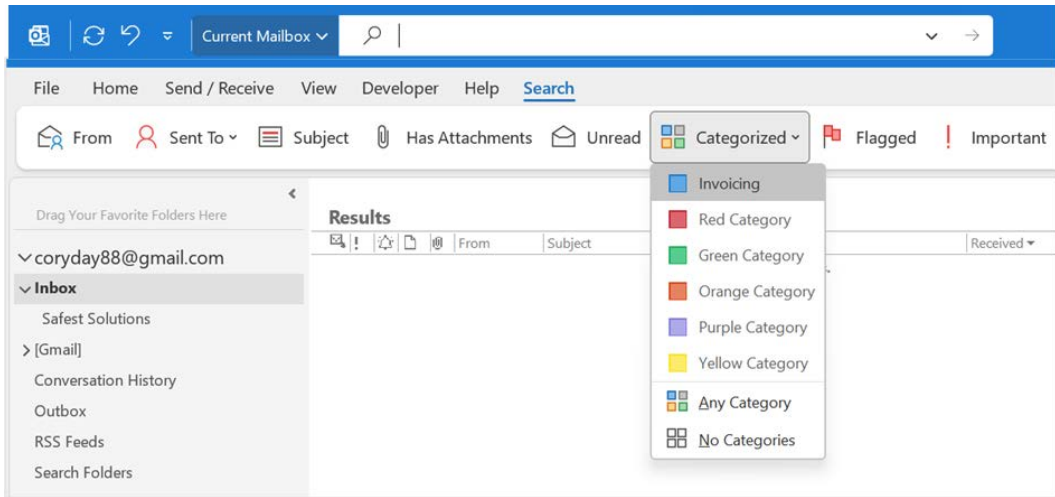 Current Mailbox
File Home Send / Receive View Developer Help Search
From Sent To Subject Has Attachments Unread Categorized Flagged Important
Invoicing
Red Category
Green Category
Orange Category
Purple Category
Yellow Category
Any Category
No Categories
Drag Your Favorite Folders Here
coryday88@gmail.com
Inbox
Safest Solutions
[Gmail]
Conversation History
Outbox
RSS Feeds
Search Folders
Results
! From Subject Received